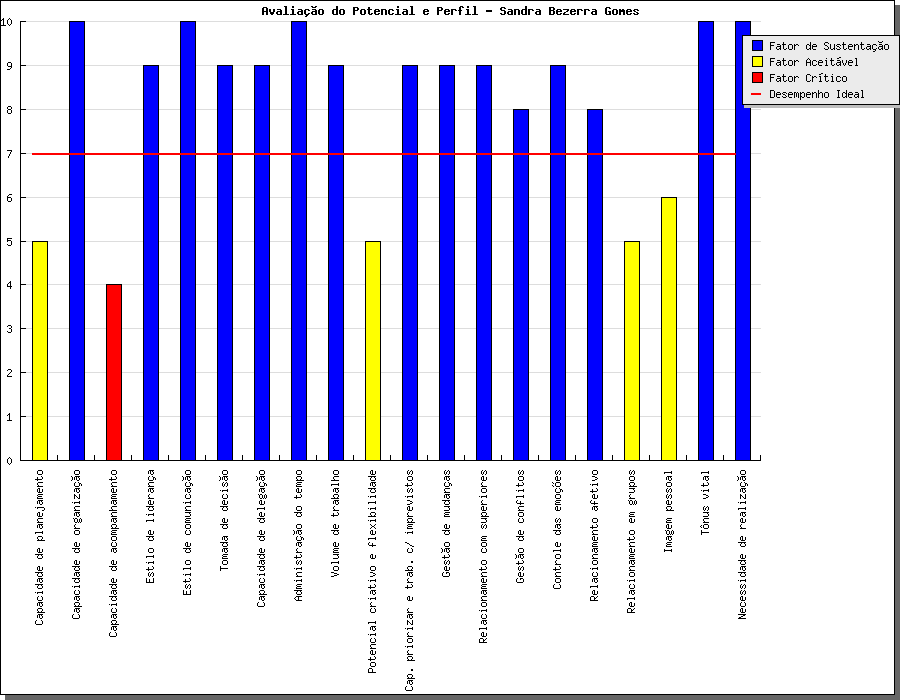 Avaliação do Potencial e Perfil - Sandra Bezerra Gomes
Fator de Sustentação
Fator Aceitável
Fator Crítico
Desempenho Ideal
10
9
8
7
6
5
4
3
2
1
0
Capacidade de planejamento
Capacidade de organização
Capacidade de acompanhamento
Estilo de liderança
Estilo de comunicação
Tomada de decisão
Capacidade de delegação
Administração do tempo
Volume de trabalho
Potencial criativo e flexibilidade
Cap. priorizar e trab. c/ imprevistos
Gestão de mudanças
Relacionamento com superiores
Gestão de conflitos
Controle das emoções
Relacionamento afetivo
Relacionamento em grupos
Imagem pessoal
Tônus vital
Necessidade de realização